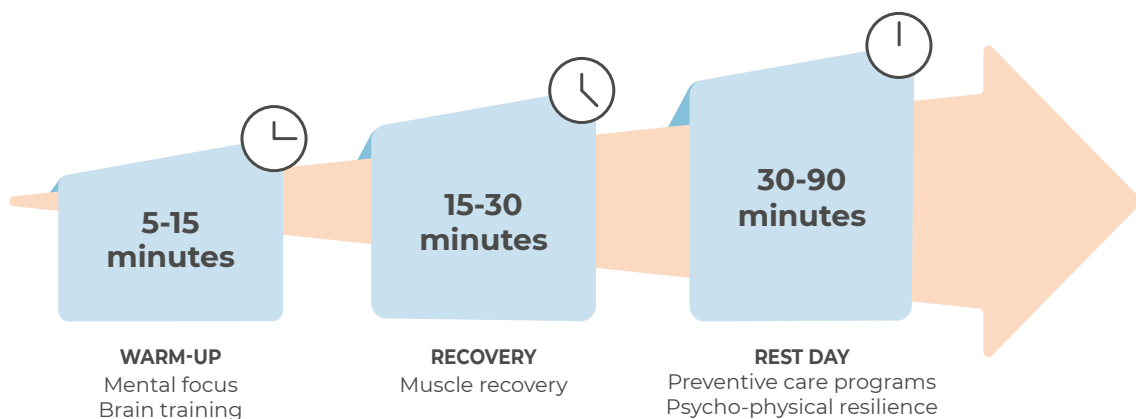 5-15
minutes
15-30
minutes
30-90
minutes
WARM-UP
Mental focus
Brain training
RECOVERY
Muscle recovery
REST DAY
Preventive care programs
Psycho-physical resilience